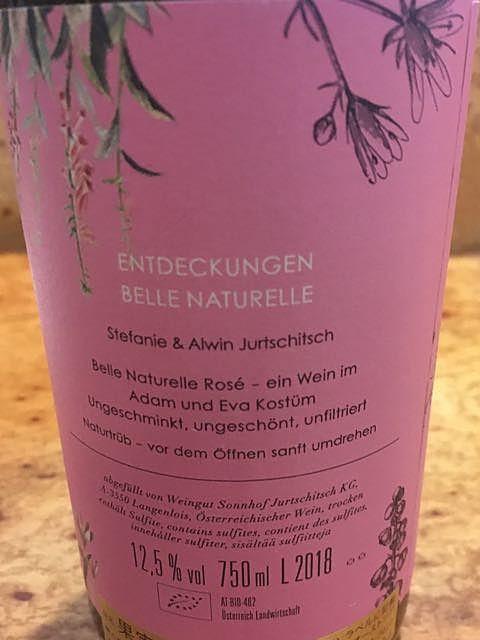 ENTDECKUNGEN
BELLE NATURELLE
Stefanie & Alwin Jurtschitsch
Belle Naturelle Rosé – ein Wein im
Adam und Eva Kostüm
Ungeschminkt, ungeschönt, unfiltriert
Naturtrüb – vor dem Öffnen sanft umdrehen
abgefüllt von Weingut Sonnhof Jurtschitsch KG,
A-3550 Langenlois, Österreichischer Wein, trocken
enthält Sulfite, contains sulfites, contient des sulfites,
innehåller sulfiter, sisältää sulfiitteja
12,5 % vol 750 ml L 2018
AT-BIO-402
Österreich Landwirtschaft
果実